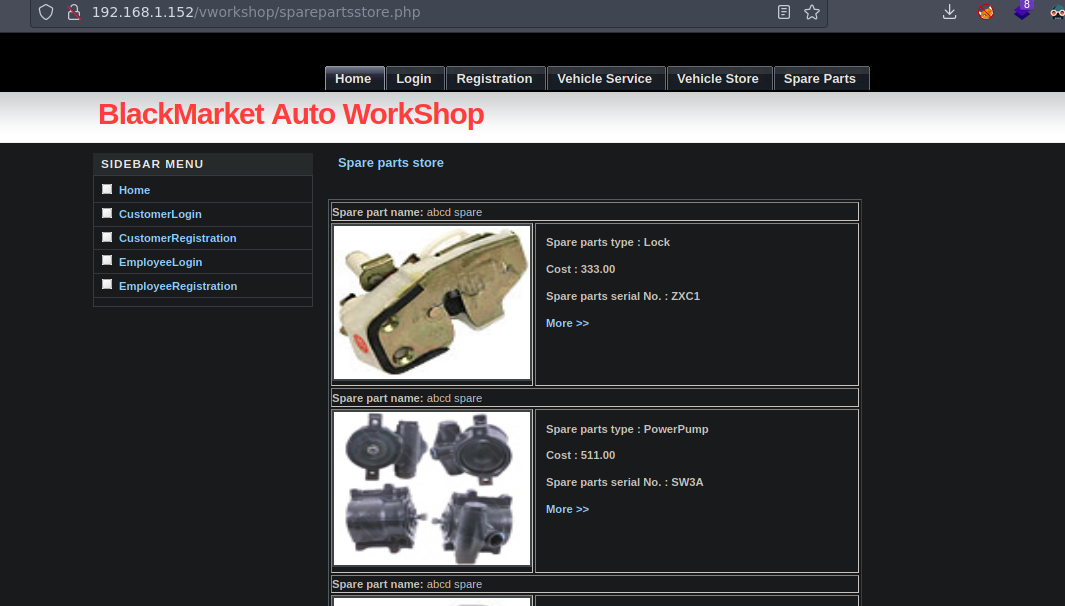 192.168.1.152/vworkshop/sparepartsstore.php
8
Home Login Registration Vehicle Service Vehicle Store Spare Parts
BlackMarket Auto WorkShop
SIDEBAR MENU
Home
CustomerLogin
CustomerRegistration
EmployeeLogin
EmployeeRegistration
Spare parts store
Spare part name: abcd spare
Spare parts type : Lock
Cost : 333.00
Spare parts serial No. : ZXC1
More >>
Spare part name: abcd spare
Spare parts type : PowerPump
Cost : 511.00
Spare parts serial No. : SW3A
More >>
Spare part name: abcd spare